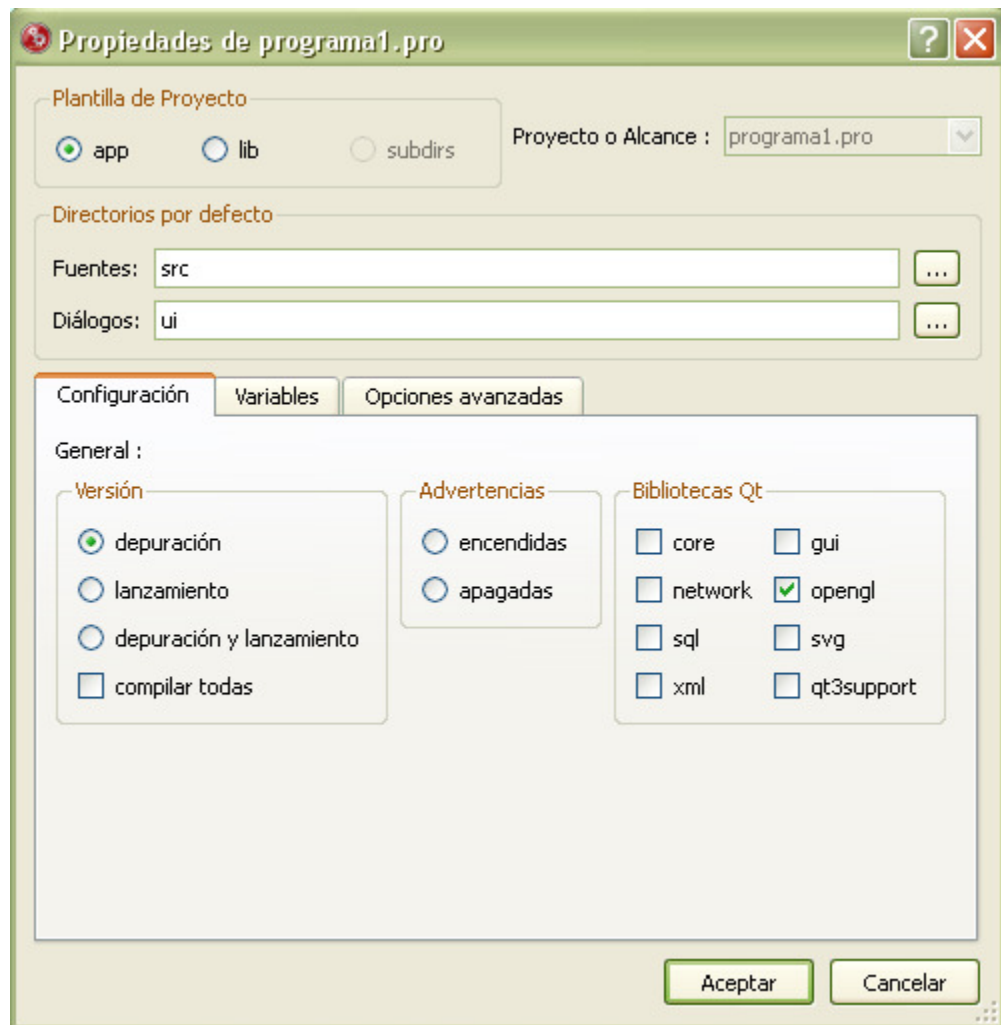 Propiedades de programa1.pro
Plantilla de Proyecto
app lib subdirs
Proyecto o Alcance : programa1.pro
Directorios por defecto
Fuentes: src ...
Diálogos: ui ...
Configuración Variables Opciones avanzadas
General :
Versión
depuración
lanzamiento
depuración y lanzamiento
compilar todas
Advertencias
encendidas
apagadas
Bibliotecas Qt
core gui
network opengl
sql svg
xml qt3support
Aceptar Cancelar